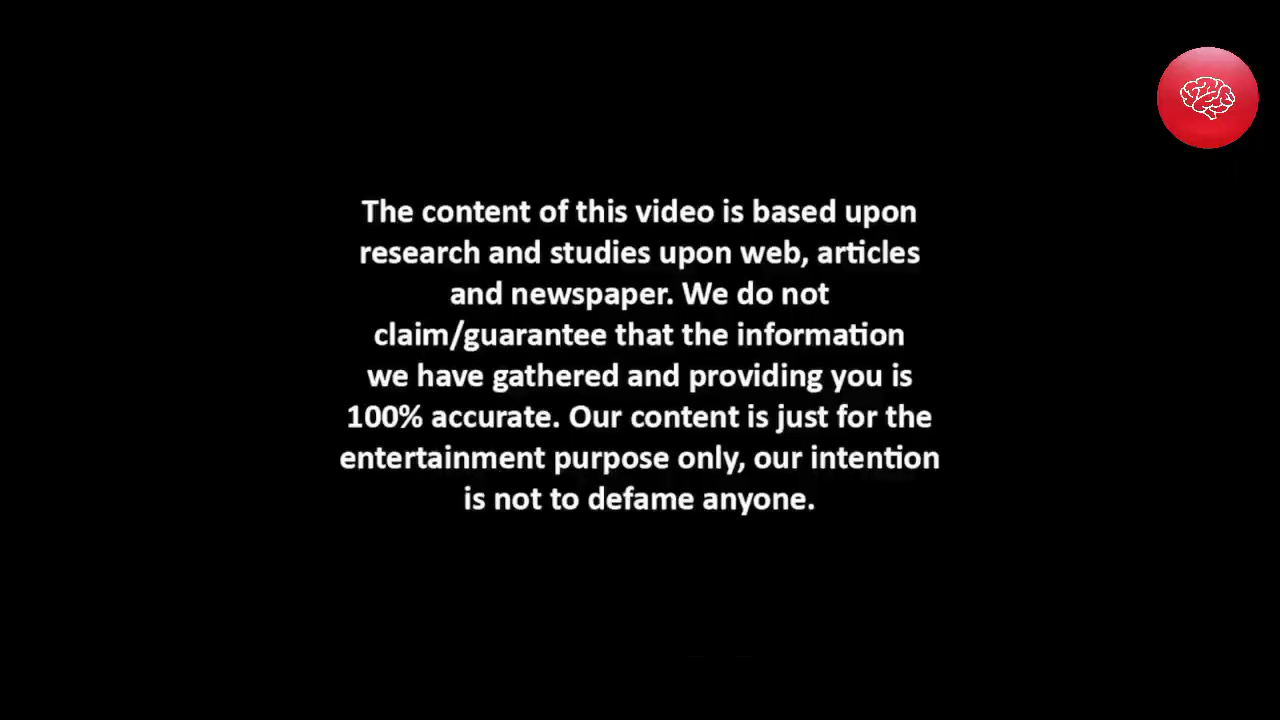 The content of this video is based upon
research and studies upon web, articles
and newspaper. We do not
claim/guarantee that the information
we have gathered and providing you is
100% accurate. Our content is just for the
entertainment purpose only, our intention
is not to defame anyone.